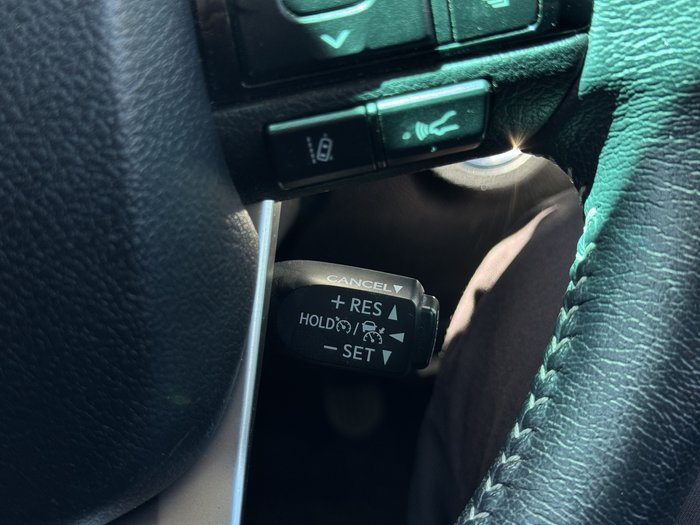 CANCEL▼
+ RES ▲
HOLD / ◀
− SET ▼